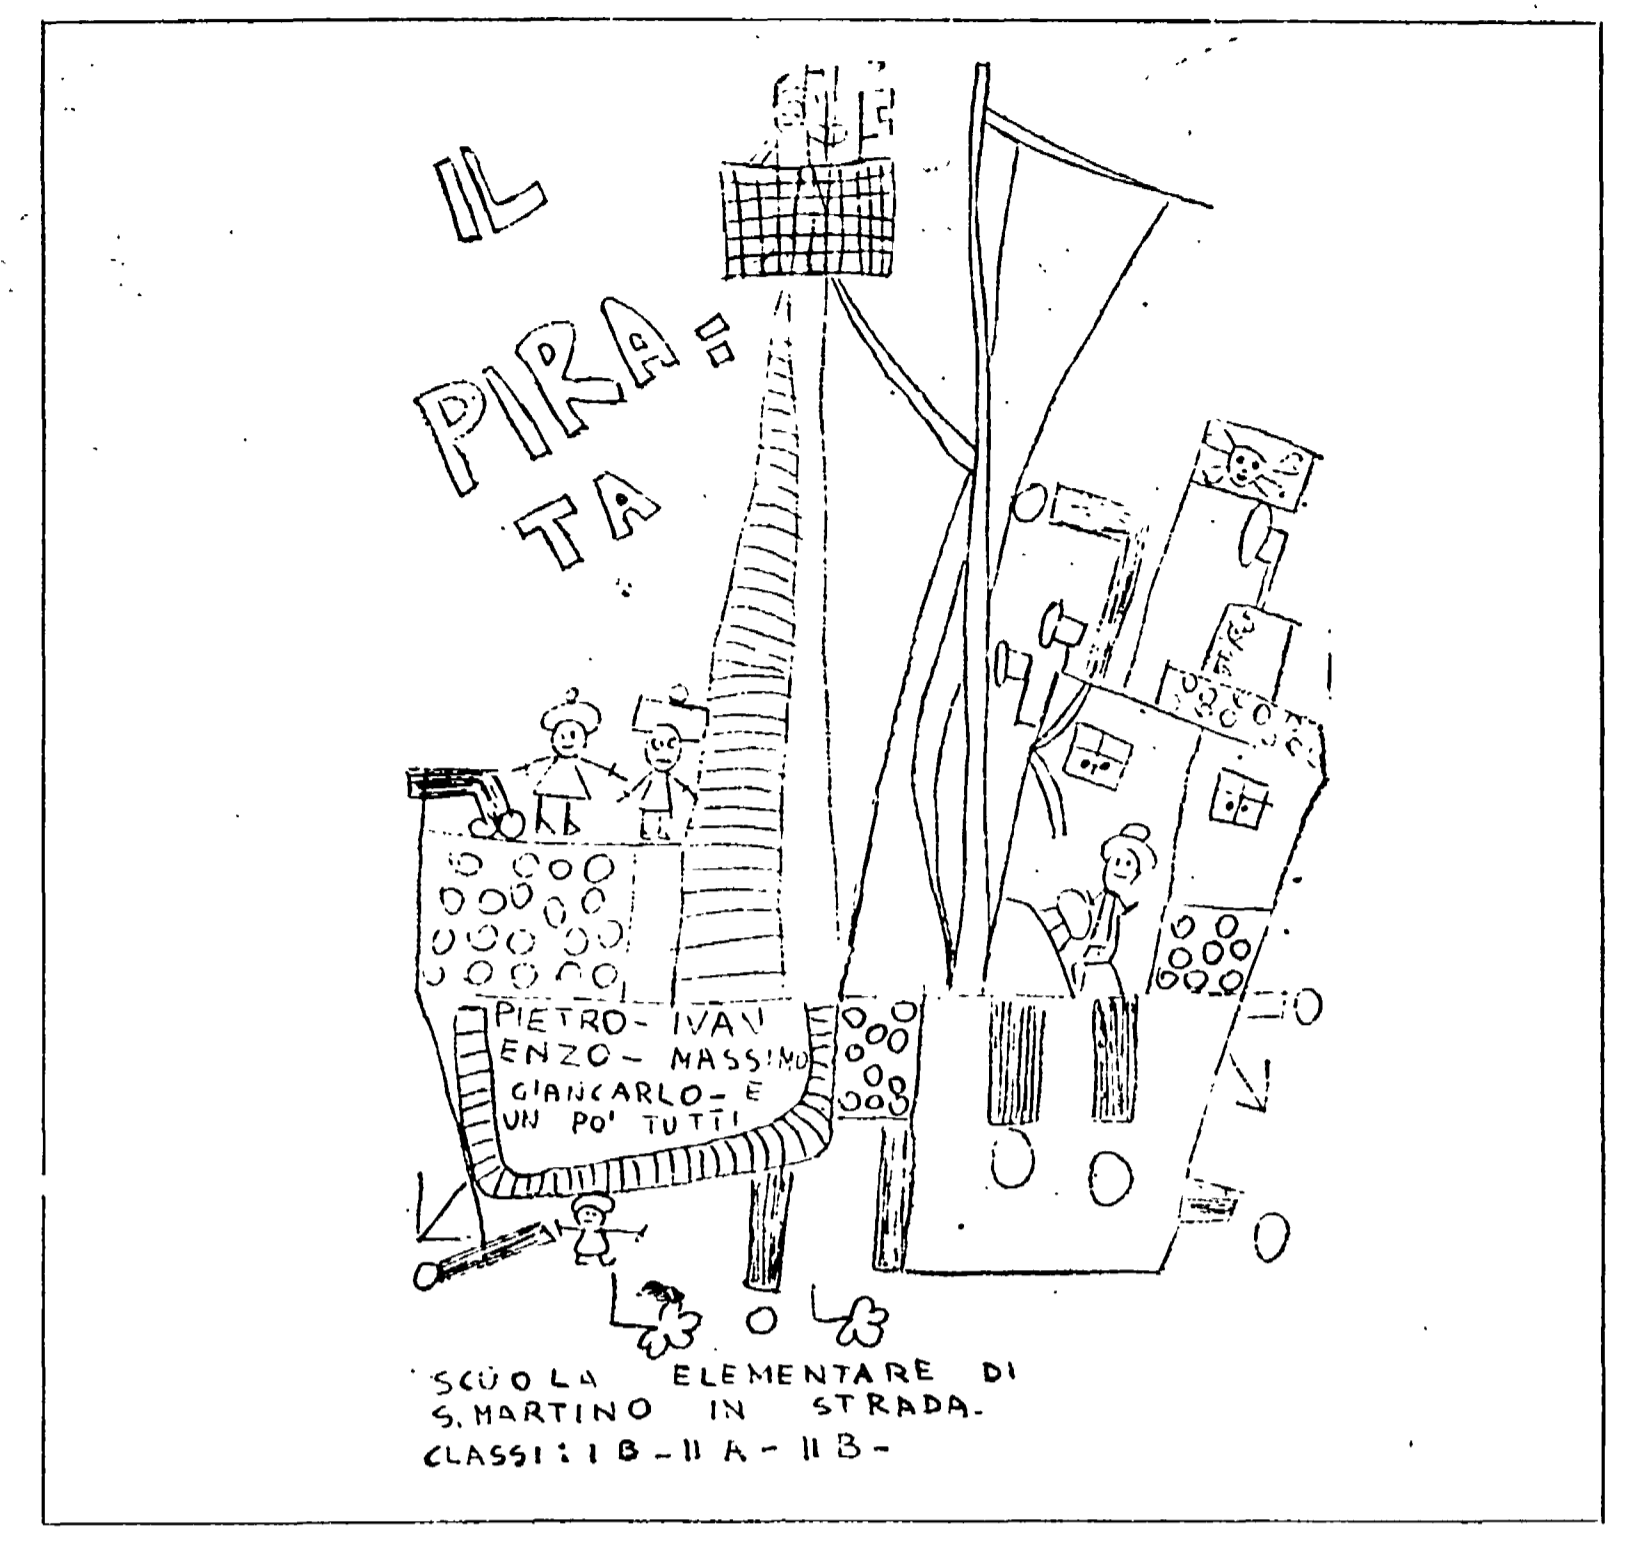 IL
PIRA=
TA
PIETRO- IVAN
ENZO- MASSIMO
GIANCARLO- E
UN PO' TUTTI
SCUOLA ELEMENTARE DI
S. MARTINO IN STRADA.
CLASSI: I B - II A - II B -